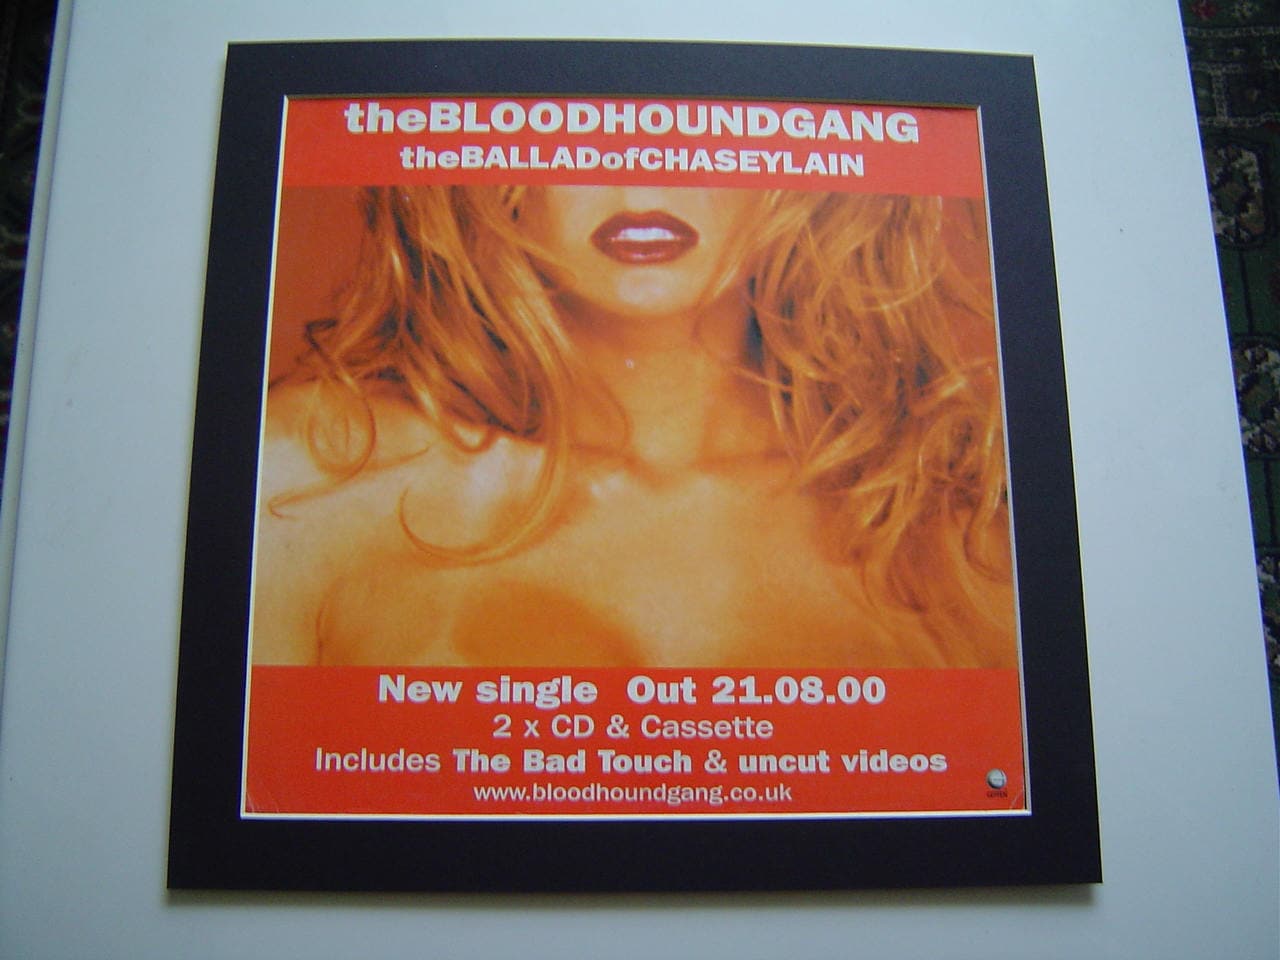 theBLOODHOUNDGANG
theBALLADofCHASEYLAIN
New single Out 21.08.00
2 x CD & Cassette
Includes The Bad Touch & uncut videos
www.bloodhoundgang.co.uk
GEFFEN